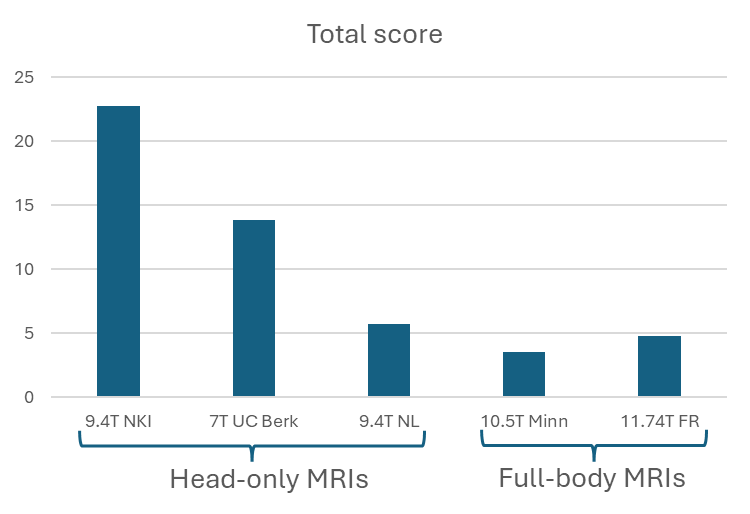 Total score
25
20
15
10
5
0
9.4T NKI 7T UC Berk 9.4T NL 10.5T Minn 11.74T FR
Head-only MRIs Full-body MRIs